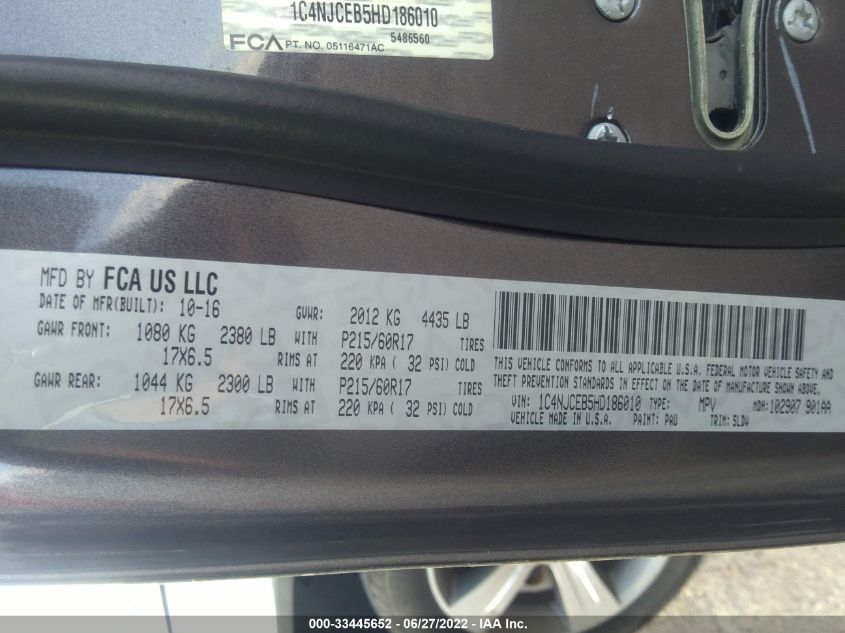 1C4NJCEB5HD186010
5486560
FCA PT. NO. 05116471AC
MFD BY FCA US LLC
DATE OF MFR(BUILT): 10-16 GVWR: 2012 KG 4435 LB
GAWR FRONT: 1080 KG 2380 LB WITH P215/60R17 TIRES
17X6.5 RIMS AT 220 KPA ( 32 PSI) COLD
GAWR REAR: 1044 KG 2300 LB WITH P215/60R17 TIRES
17X6.5 RIMS AT 220 KPA ( 32 PSI) COLD
THIS VEHICLE CONFORMS TO ALL APPLICABLE U.S.A. FEDERAL MOTOR VEHICLE SAFETY AND
THEFT PREVENTION STANDARDS IN EFFECT ON THE DATE OF MANUFACTURE SHOWN ABOVE.
VIN: 1C4NJCEB5HD186010 TYPE: MPV MDH:102907 901AA
VEHICLE MADE IN U.S.A. PAINT: PAU TRIM: SLDV
000-33445652 - 06/27/2022 - IAAI.com